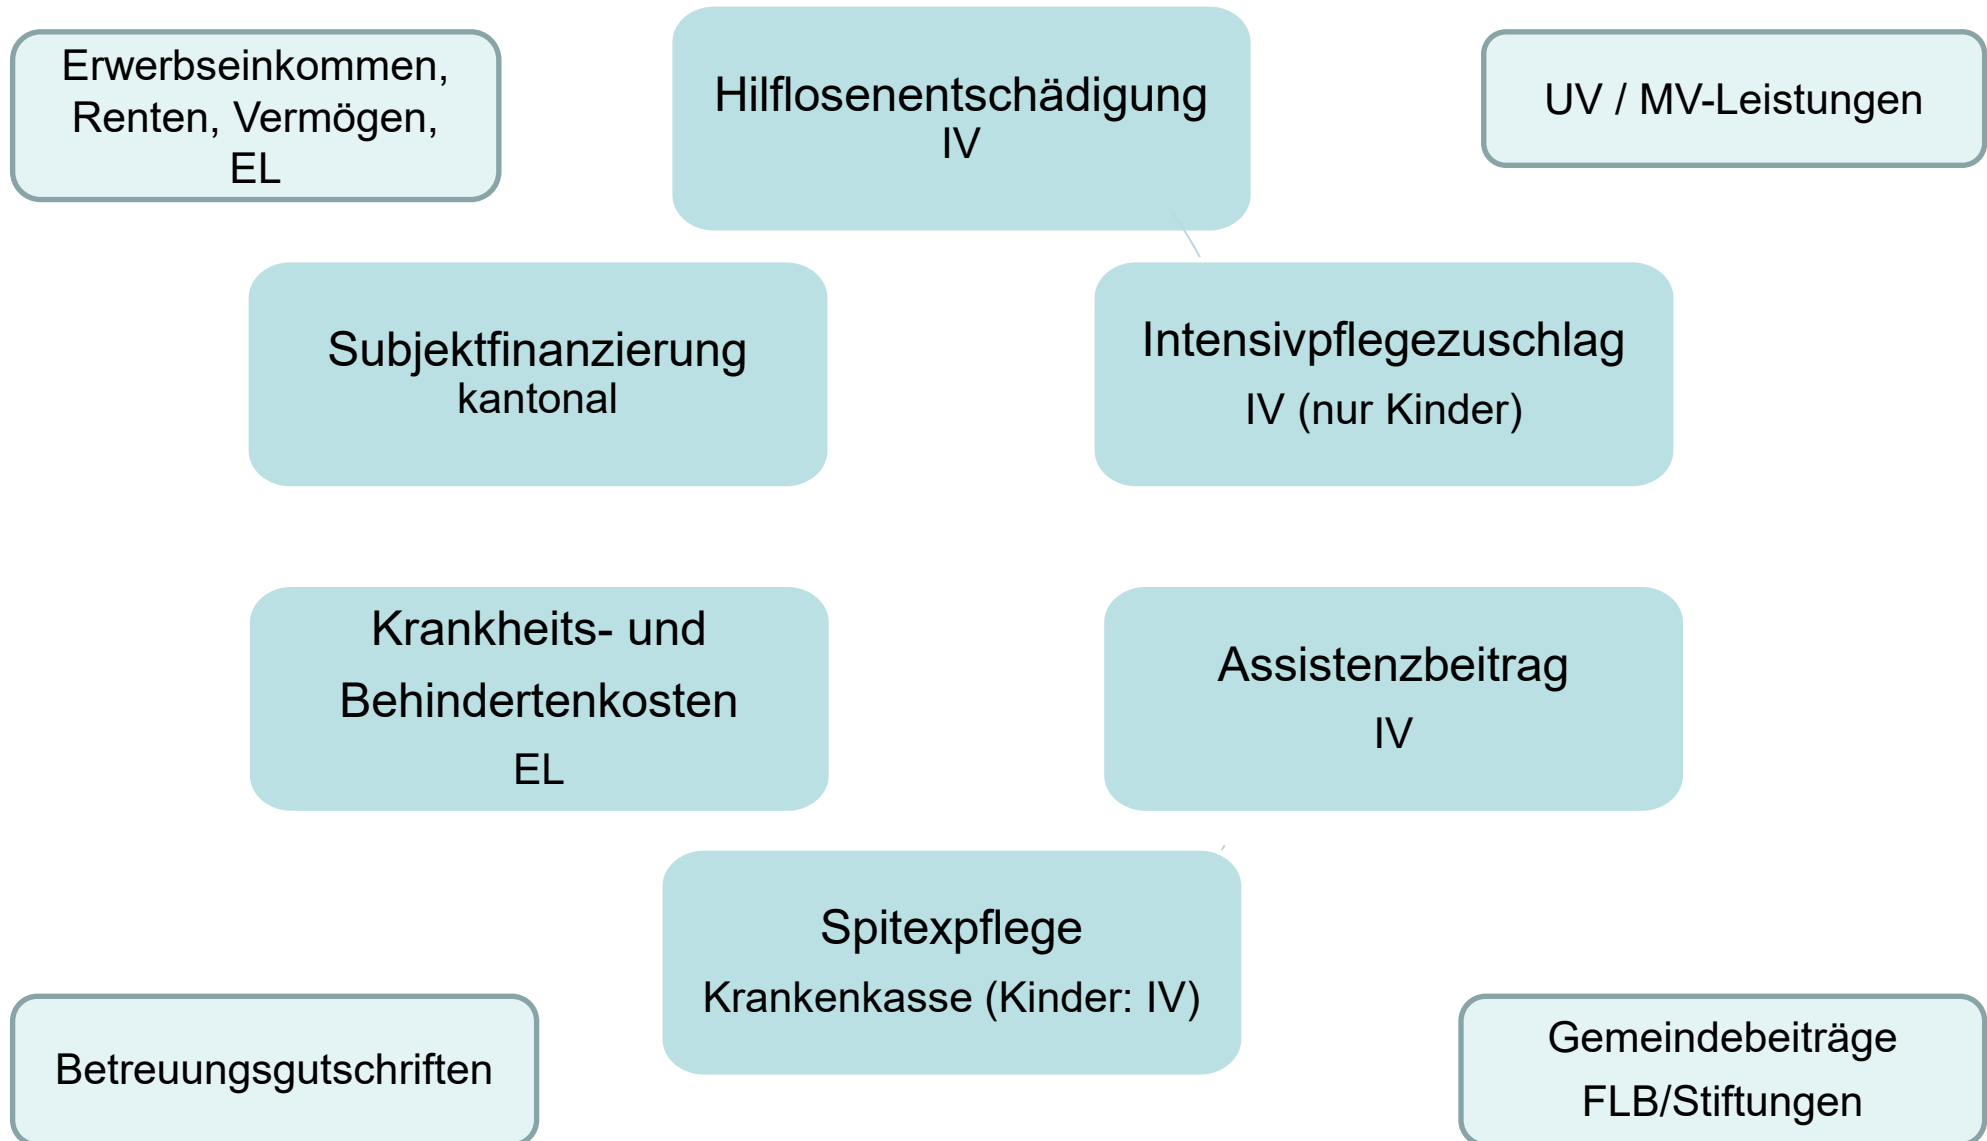 Erwerbseinkommen,
Renten, Vermögen,
EL
Hilflosenentschädigung
IV
UV / MV-Leistungen
Subjektfinanzierung
kantonal
Intensivpflegezuschlag
IV (nur Kinder)
Krankheits- und
Behindertenkosten
EL
Assistenzbeitrag
IV
Spitexpflege
Krankenkasse (Kinder: IV)
Betreuungsgutschriften
Gemeindebeiträge
FLB/Stiftungen